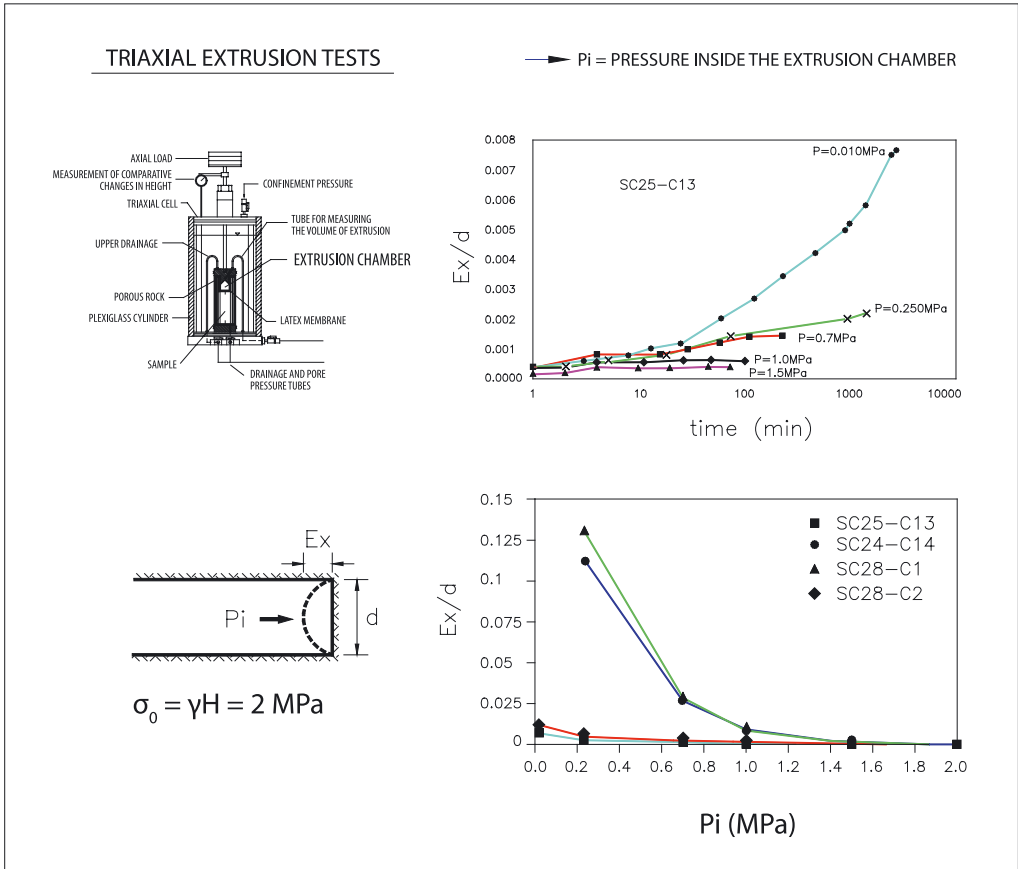 TRIAXIAL EXTRUSION TESTS
Pi = PRESSURE INSIDE THE EXTRUSION CHAMBER
AXIAL LOAD
MEASUREMENT OF COMPARATIVE
CHANGES IN HEIGHT
TRIAXIAL CELL
UPPER DRAINAGE
POROUS ROCK
PLEXIGLASS CYLINDER
SAMPLE
CONFINEMENT PRESSURE
TUBE FOR MEASURING
THE VOLUME OF EXTRUSION
EXTRUSION CHAMBER
LATEX MEMBRANE
DRAINAGE AND PORE
PRESSURE TUBES
Ex/d
0.008
0.007
0.006
0.005
0.004
0.003
0.002
0.001
0.0000
SC25-C13
P=0.010MPa
P=0.250MPa
P=0.7MPa
P=1.0MPa
P=1.5MPa
1 10 100 1000 10000
time (min)
Ex
Pi
d
σ₀ = γH = 2 MPa
Ex/d
0.15
0.125
0.1
0.075
0.05
0.025
0
SC25-C13
SC24-C14
SC28-C1
SC28-C2
0.0 0.2 0.4 0.6 0.8 1.0 1.2 1.4 1.6 1.8 2.0
Pi (MPa)